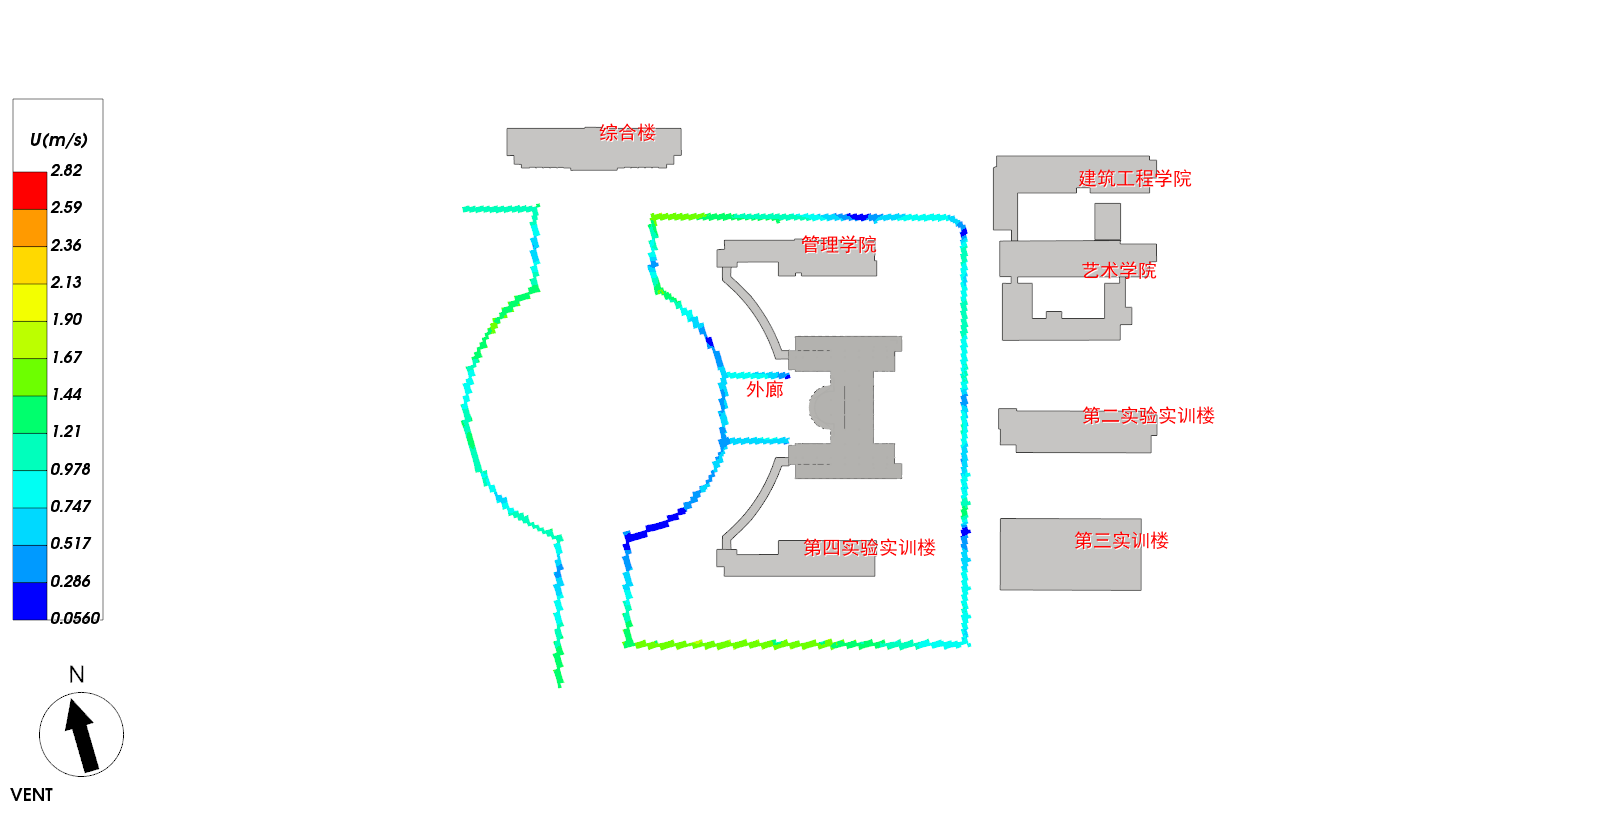 U(m/s)
2.82
2.59
2.36
2.13
1.90
1.67
1.44
1.21
0.978
0.747
0.517
0.286
0.0560
N
VENT
综合楼
建筑工程学院
管理学院
艺术学院
外廊
第二实验实训楼
第三实训楼
第四实验实训楼